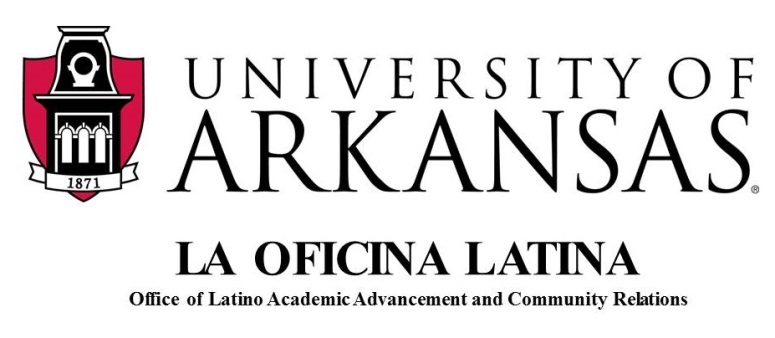 UNIVERSITY OF
ARKANSAS®
1871
LA OFICINA LATINA
Office of Latino Academic Advancement and Community Relations